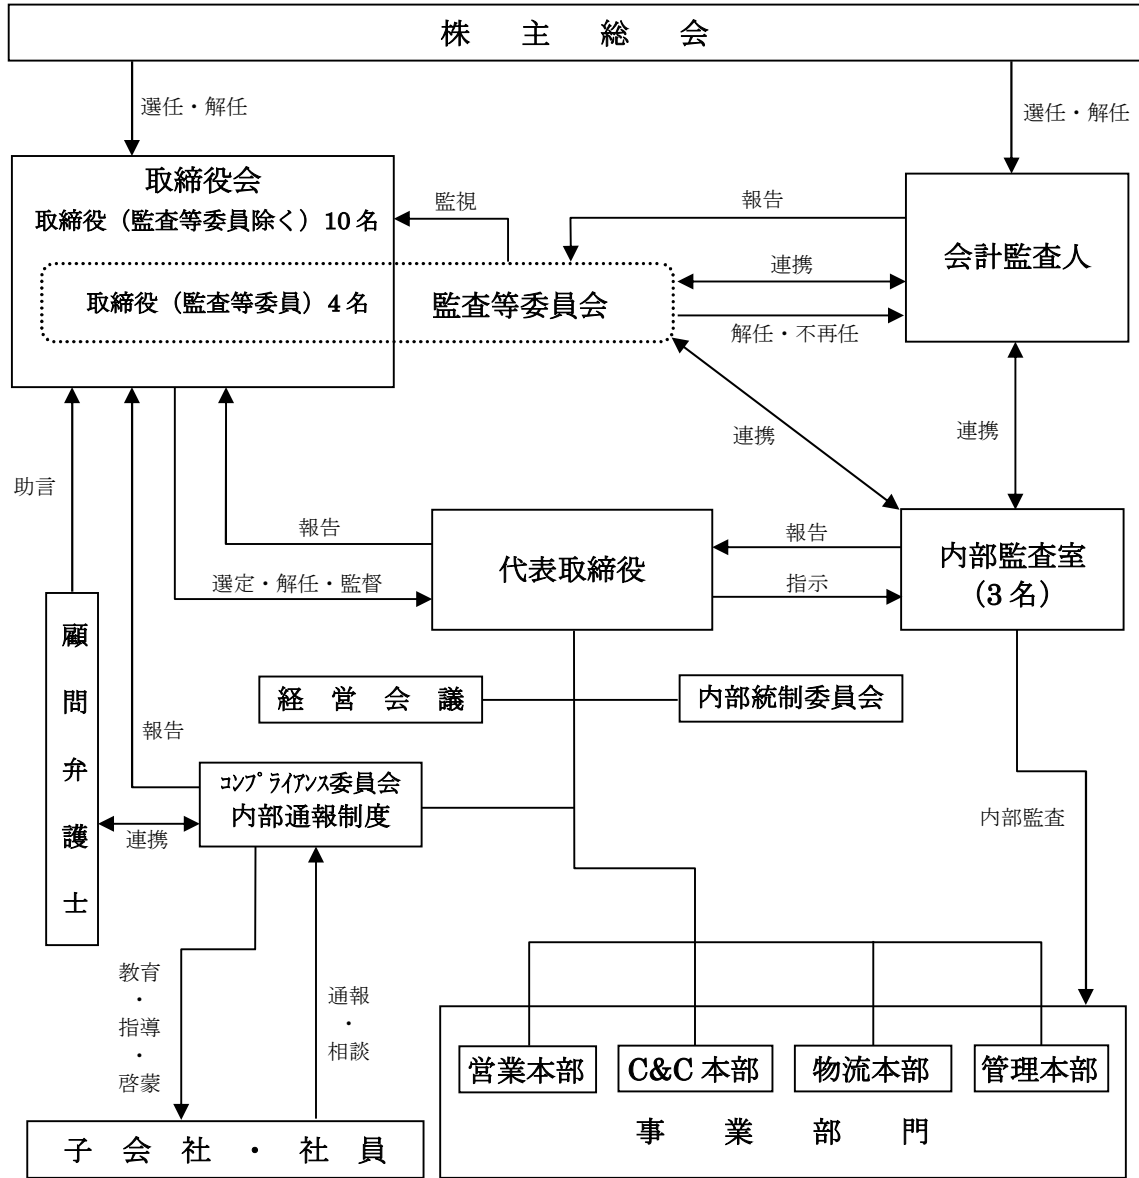 株主総会
選任・解任
選任・解任
取締役会
取締役（監査等委員除く）10名
監視
報告
会計監査人
連携
取締役（監査等委員）4名
監査等委員会
解任・不再任
連携
連携
助言
報告
選定・解任・監督
代表取締役
報告
指示
内部監査室
（3名）
顧問弁護士
経営会議
内部統制委員会
報告
コンプライアンス委員会
内部通報制度
連携
内部監査
教育
・
指導
・
啓蒙
通報
・
相談
営業本部
C&C本部
物流本部
管理本部
事業部門
子会社・社員